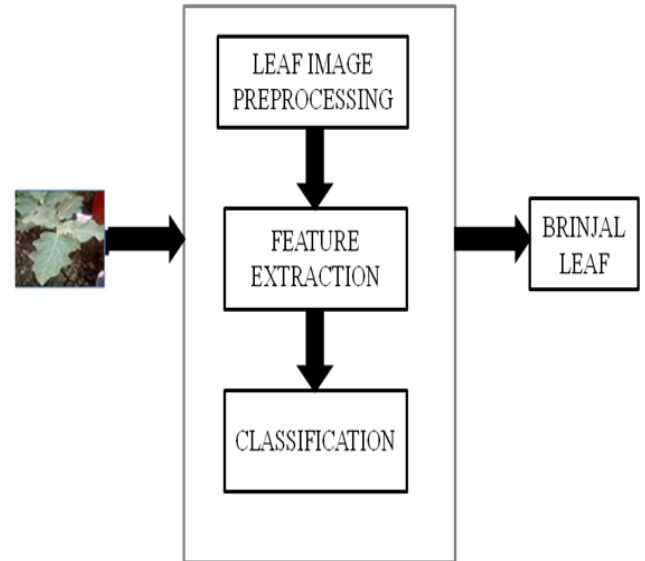 LEAF IMAGE
PREPROCESSING
FEATURE
EXTRACTION
CLASSIFICATION
BRINJAL
LEAF